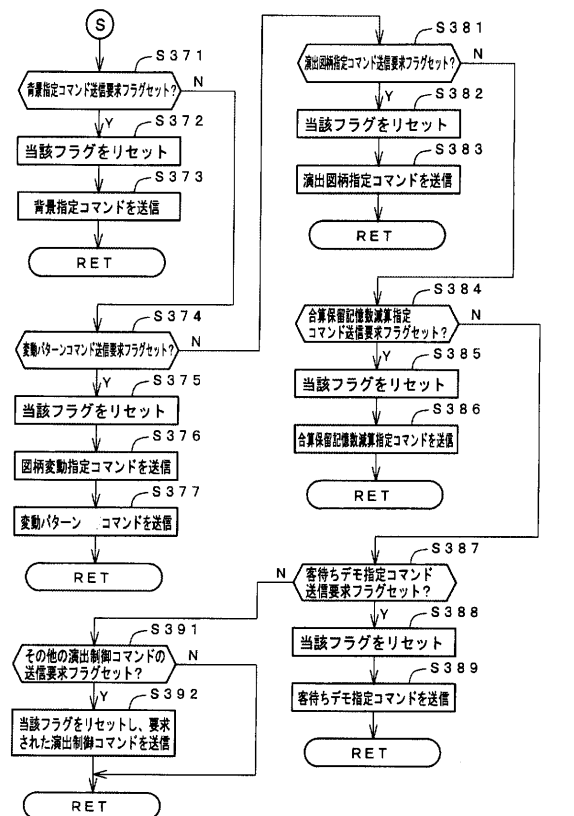 S
S371
背景指定コマンド送信要求フラグセット?
N
Y
S372
当該フラグをリセット
S373
背景指定コマンドを送信
RET
S374
変動パターンコマンド送信要求フラグセット?
N
Y
S375
当該フラグをリセット
S376
図柄変動指定コマンドを送信
S377
変動パターン コマンドを送信
RET
S381
演出図柄指定コマンド送信要求フラグセット?
N
Y
S382
当該フラグをリセット
S383
演出図柄指定コマンドを送信
RET
S384
合算保留記憶数減算指定
コマンド送信要求フラグセット?
N
Y
S385
当該フラグをリセット
S386
合算保留記憶数減算指定コマンドを送信
RET
S387
客待ちデモ指定コマンド
送信要求フラグセット?
N
Y
S388
当該フラグをリセット
S389
客待ちデモ指定コマンドを送信
RET
S391
その他の演出制御コマンドの
送信要求フラグセット?
N
Y
S392
当該フラグをリセットし、要求
された演出制御コマンドを送信
RET